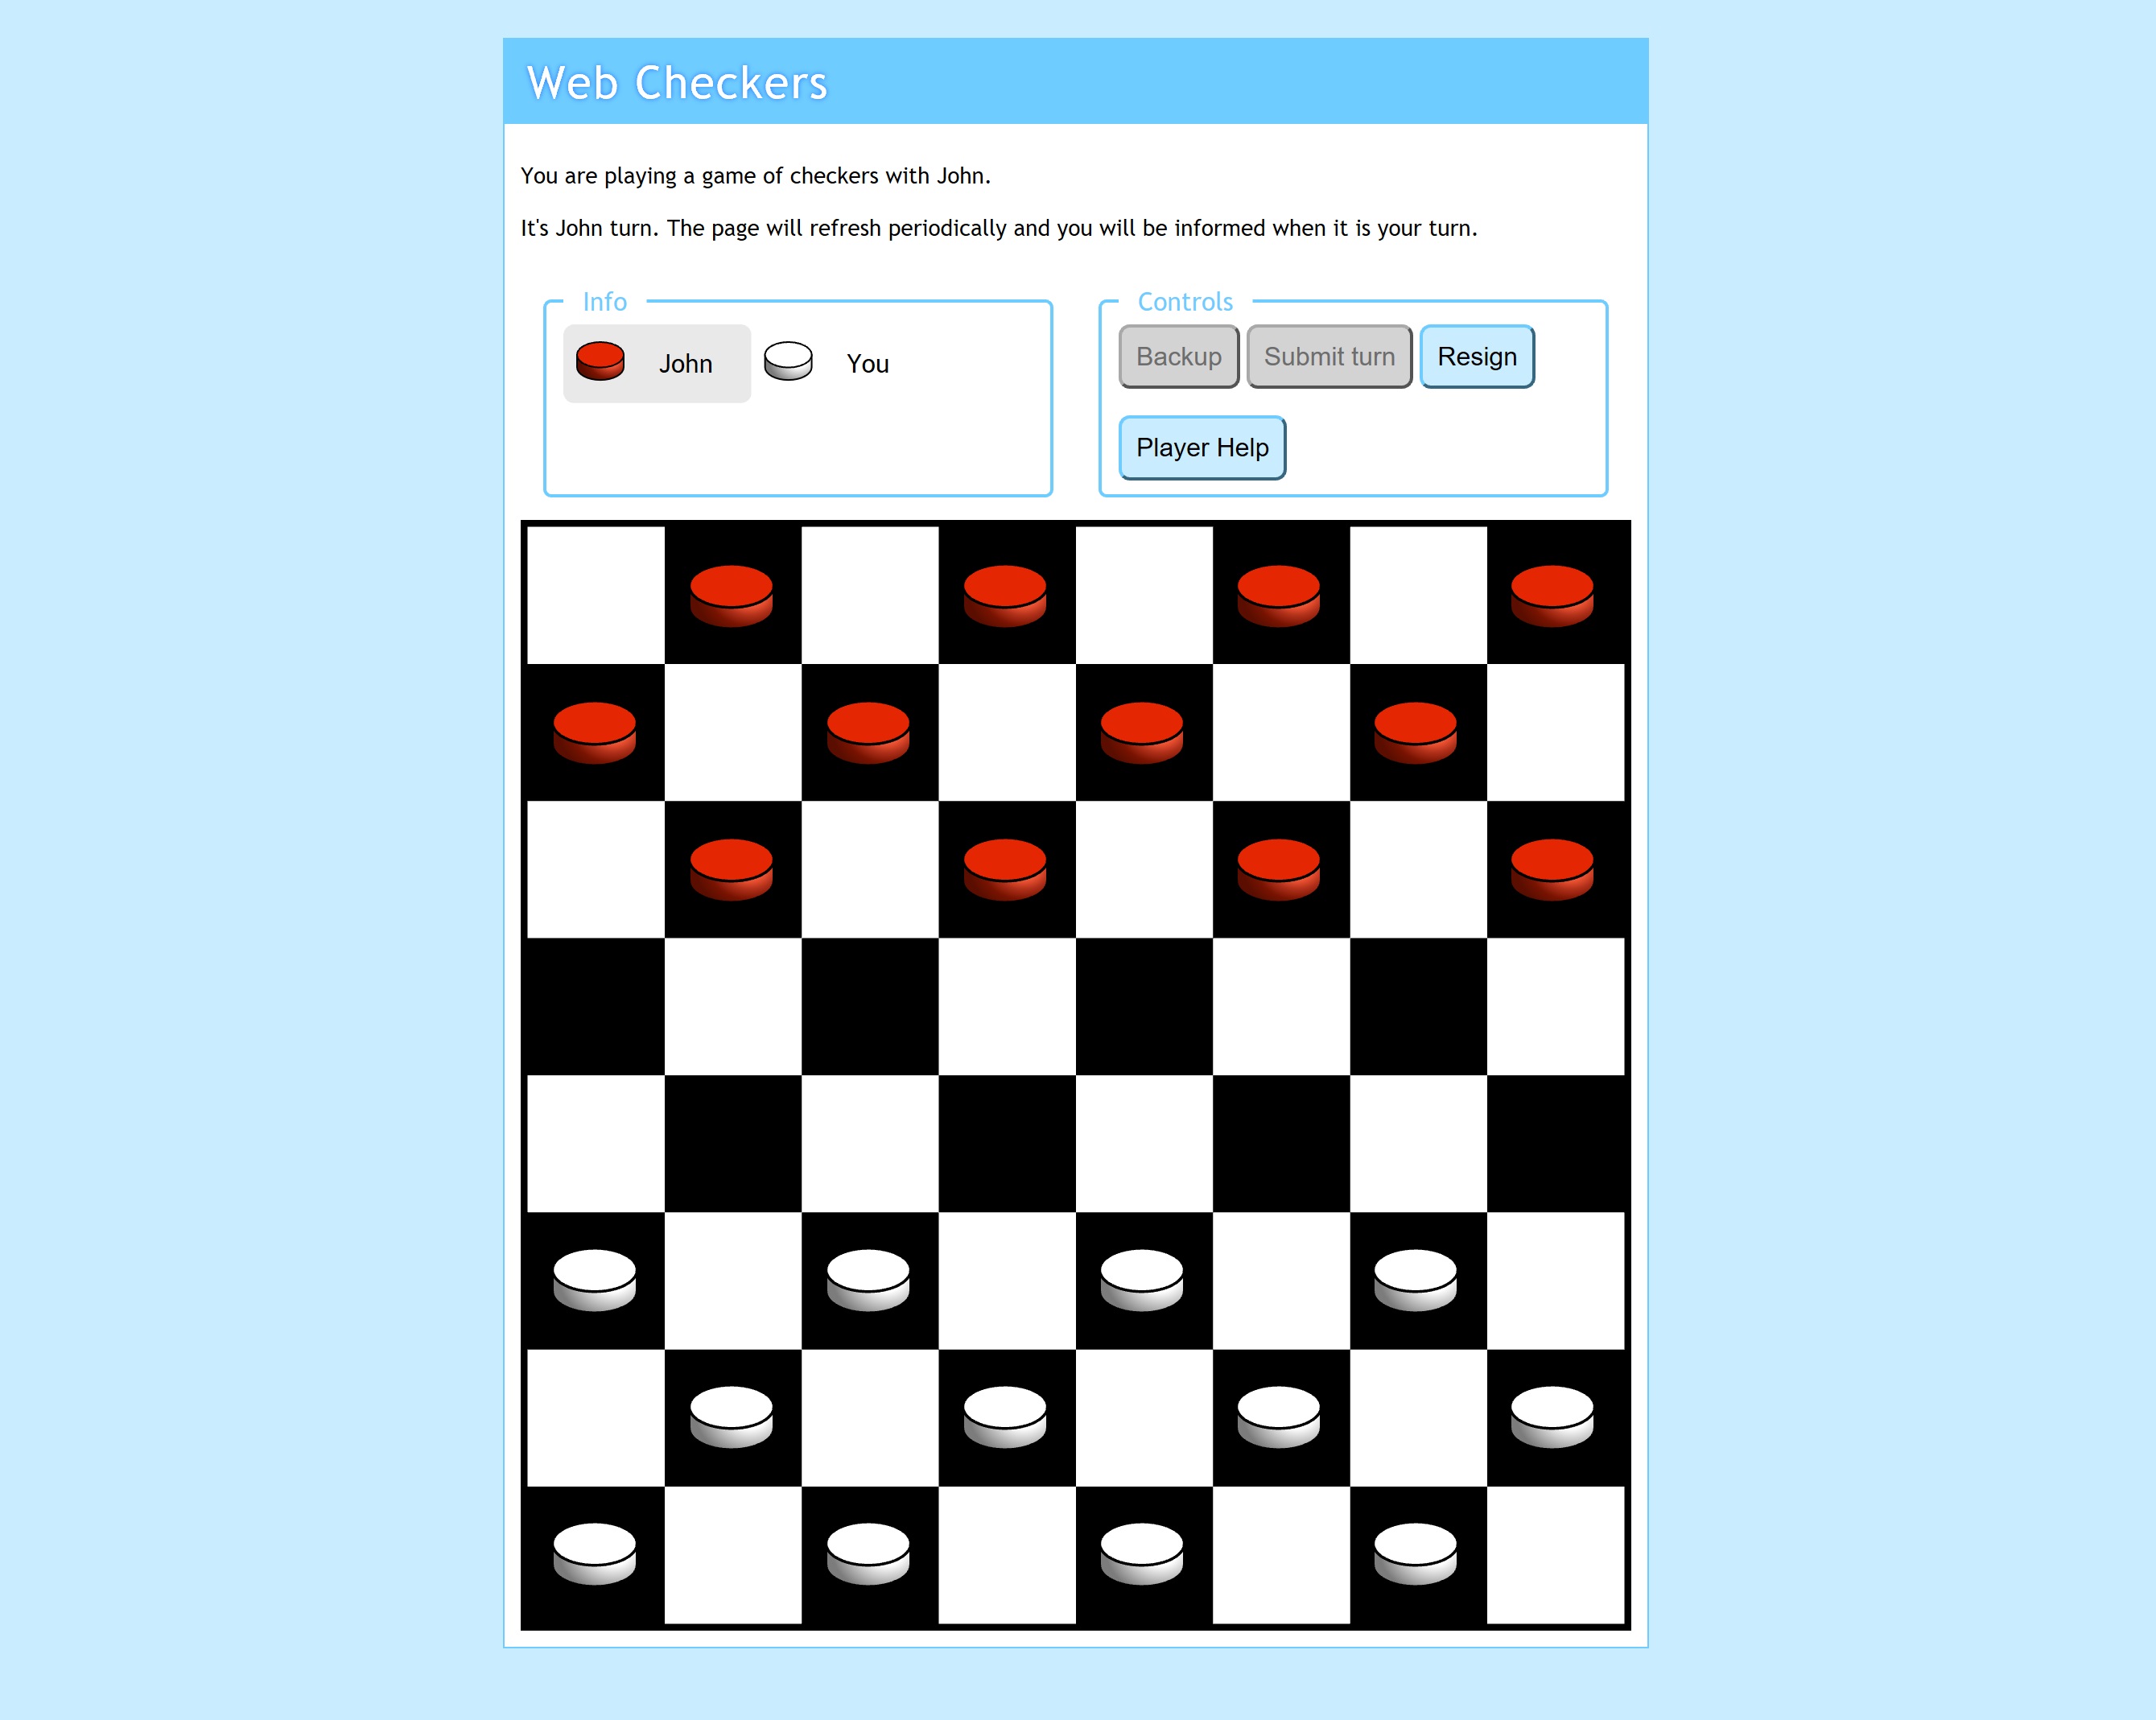 Web Checkers
You are playing a game of checkers with John.
It's John turn. The page will refresh periodically and you will be informed when it is your turn.
Info
John
You
Controls
Backup
Submit turn
Resign
Player Help